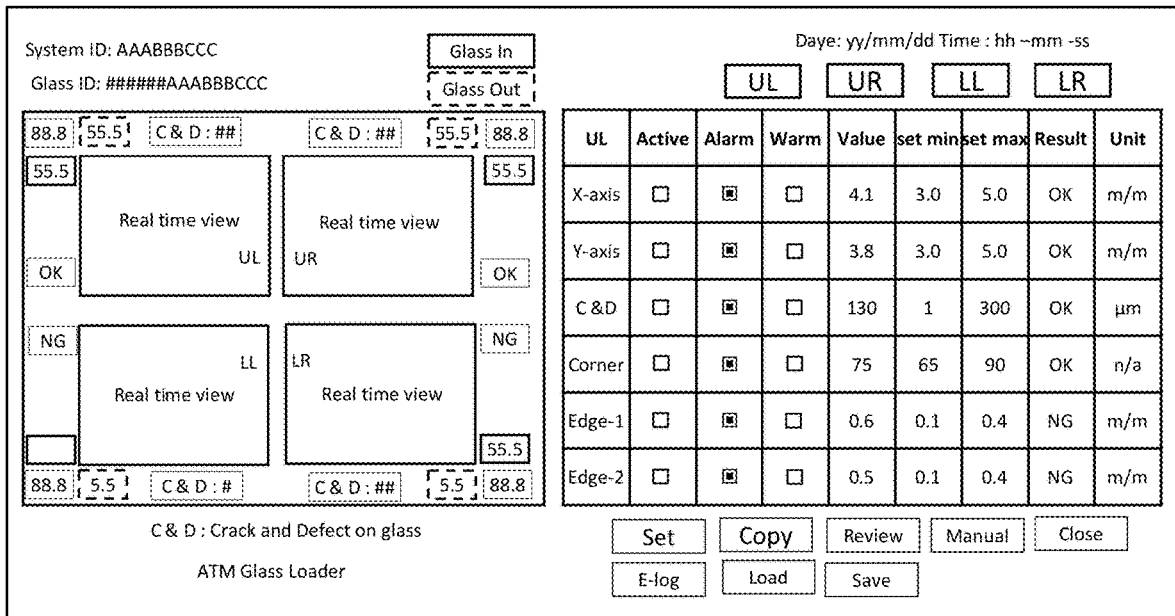 System ID: AAABBBCCC
Glass In
Daye: yy/mm/dd Time : hh –mm -ss
Glass ID: ######AAABBBCCC
Glass Out
UL UR LL LR
88.8 55.5 C & D : ## C & D : ## 55.5 88.8
55.5 55.5
Real time view Real time view
UL UR
OK OK
NG NG
LL LR
Real time view Real time view
55.5
88.8 5.5 C & D : # C & D : ## 5.5 88.8
C & D : Crack and Defect on glass
ATM Glass Loader
UL Active Alarm Warm Value set min set max Result Unit
X-axis 4.1 3.0 5.0 OK m/m
Y-axis 3.8 3.0 5.0 OK m/m
C &D 130 1 300 OK µm
Corner 75 65 90 OK n/a
Edge-1 0.6 0.1 0.4 NG m/m
Edge-2 0.5 0.1 0.4 NG m/m
Set Copy Review Manual Close
E-log Load Save